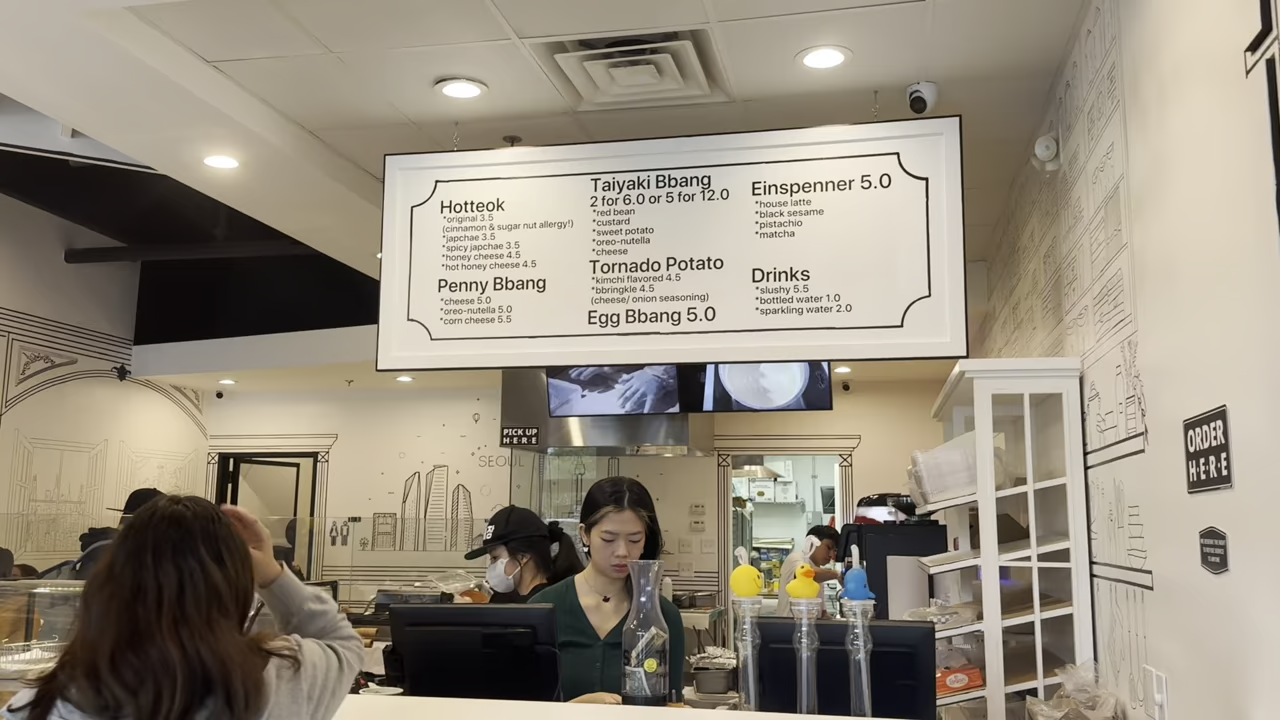 Hotteok
*original 3.5
(cinnamon & sugar nut allergy!)
*japchae 3.5
*spicy japchae 3.5
*honey cheese 4.5
*hot honey cheese 4.5
Penny Bbang
*cheese 5.0
*oreo-nutella 5.0
*corn cheese 5.5
Taiyaki Bbang
2 for 6.0 or 5 for 12.0
*red bean
*custard
*sweet potato
*oreo-nutella
*cheese
Tornado Potato
*kimchi flavored 4.5
*bbringkle 4.5
(cheese/ onion seasoning)
Egg Bbang 5.0
Einspenner 5.0
*house latte
*black sesame
*pistachio
*matcha
Drinks
*slushy 5.5
*bottled water 1.0
*sparkling water 2.0
PICK UP
H·E·R·E
SEOUL
ORDER
H·E·R·E